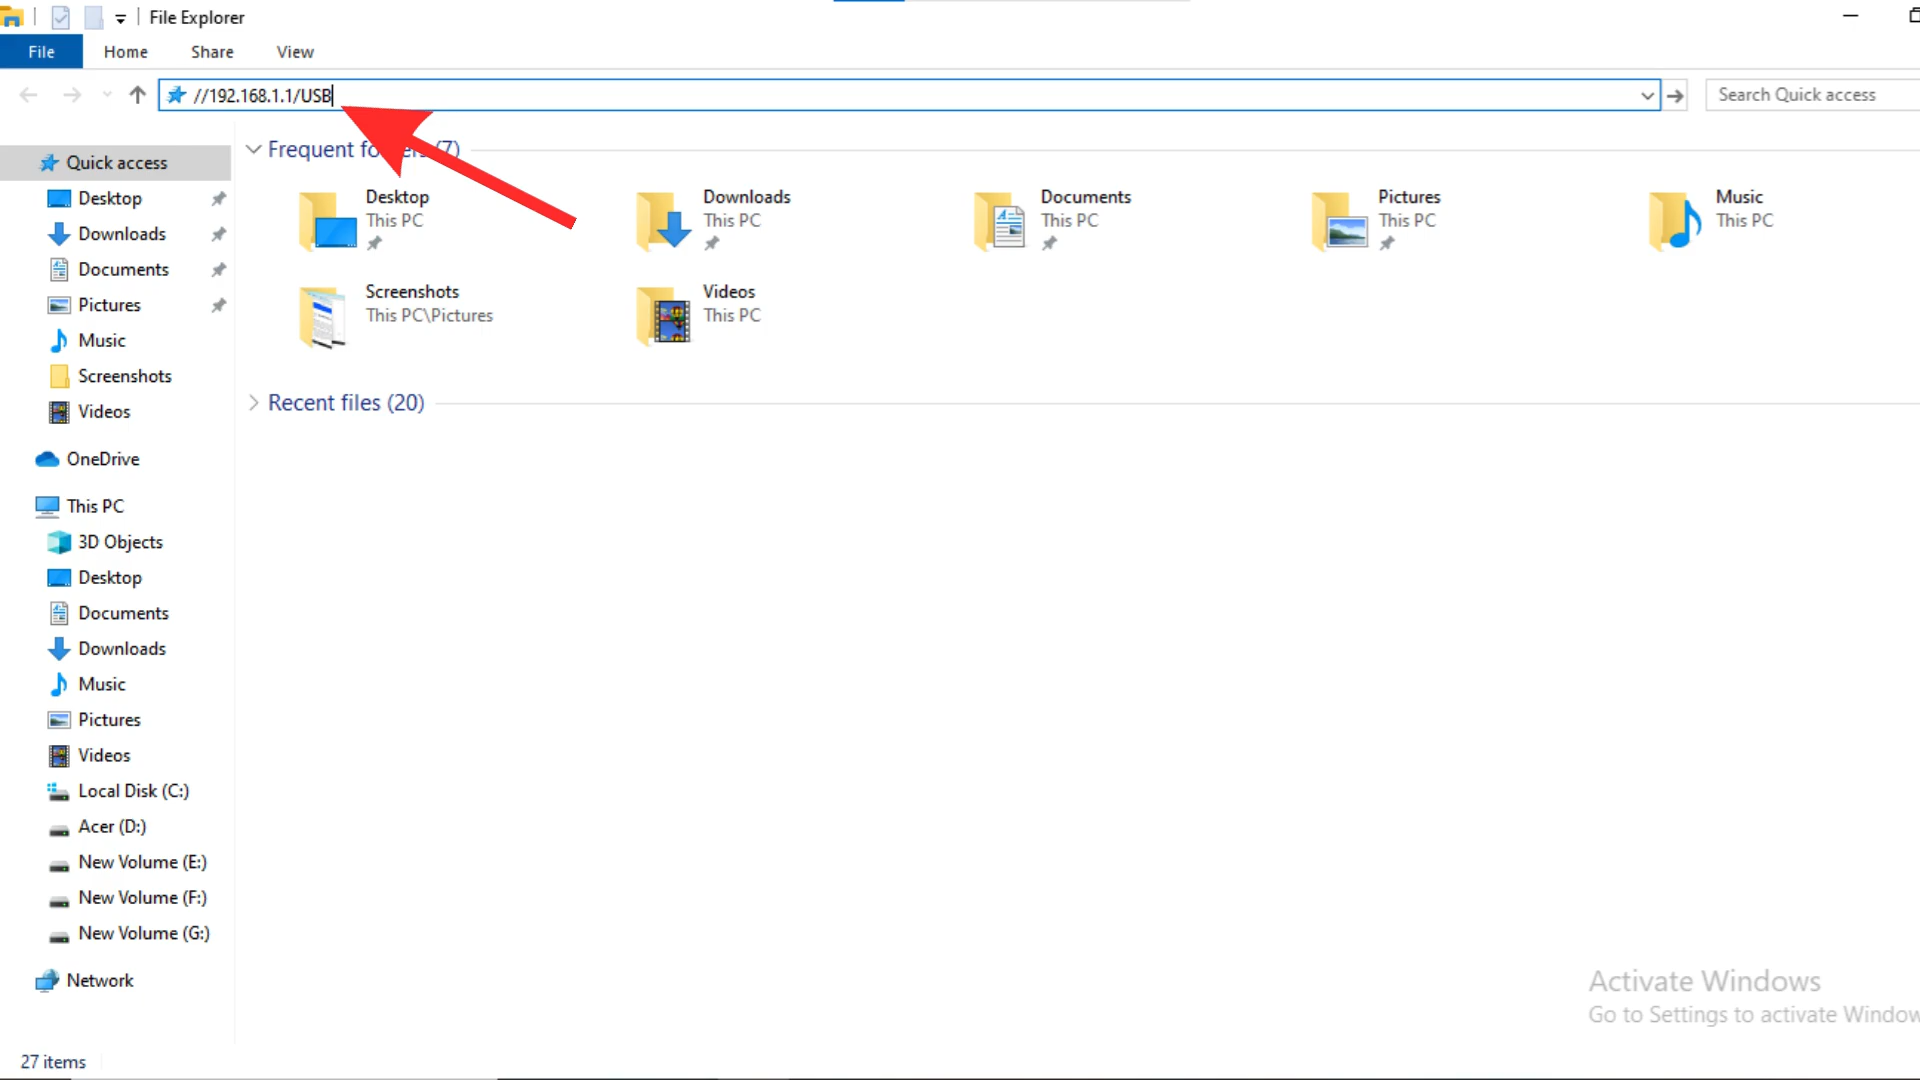 File Explorer
File Home Share View
//192.168.1.1/USB
Search Quick access
Quick access
Desktop
Downloads
Documents
Pictures
Music
Screenshots
Videos
OneDrive
This PC
3D Objects
Desktop
Documents
Downloads
Music
Pictures
Videos
Local Disk (C:)
Acer (D:)
New Volume (E:)
New Volume (F:)
New Volume (G:)
Network
Frequent (7)
Desktop
This PC
Downloads
This PC
Documents
This PC
Pictures
This PC
Music
This PC
Screenshots
This PC\Pictures
Videos
This PC
Recent files (20)
Activate Windows
Go to Settings to activate Window
27 items